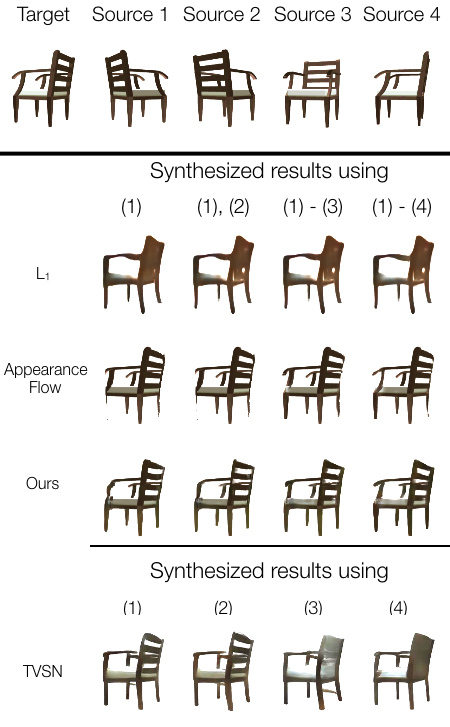 Target Source 1 Source 2 Source 3 Source 4
Synthesized results using
(1) (1), (2) (1) - (3) (1) - (4)
L₁
Appearance
Flow
Ours
Synthesized results using
(1) (2) (3) (4)
TVSN